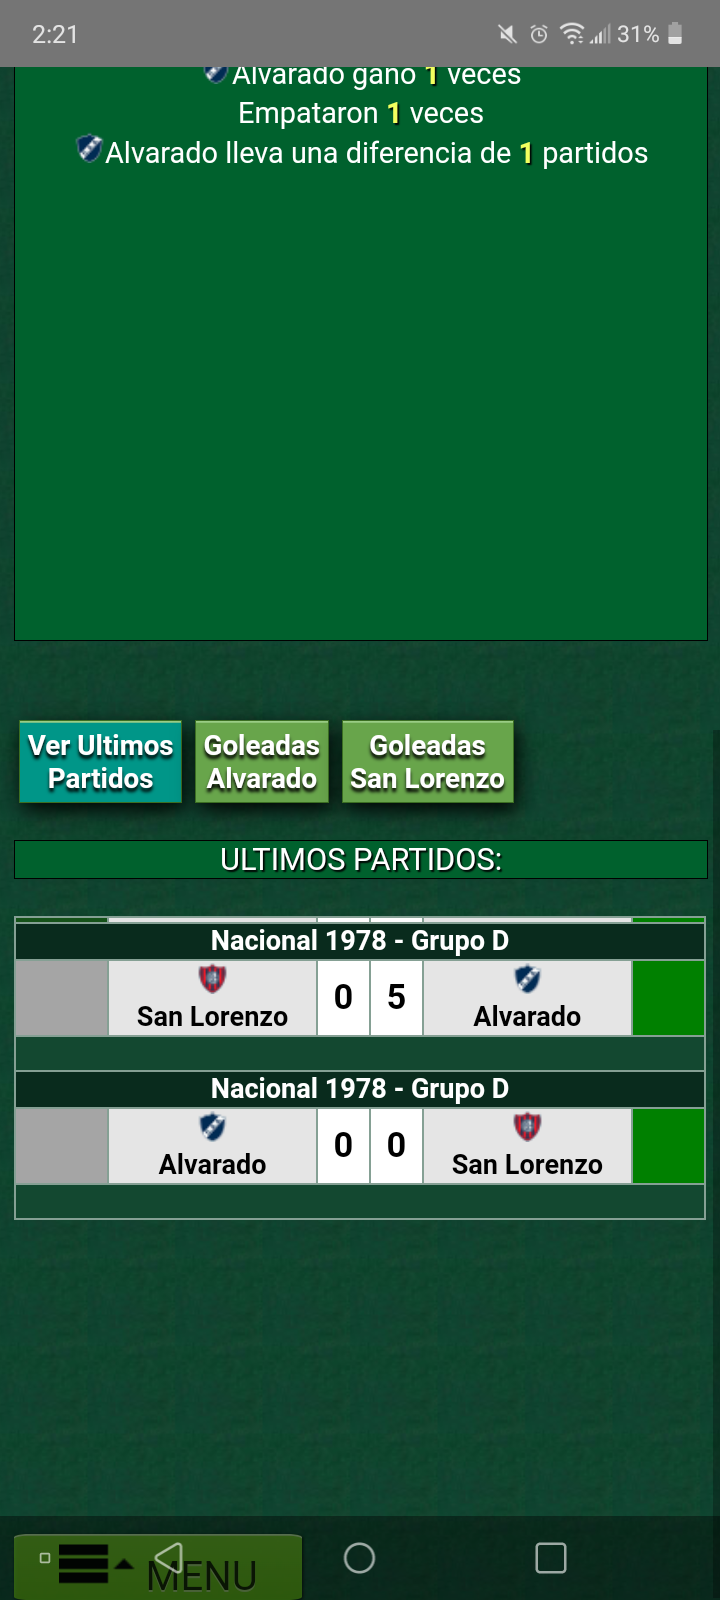 2:21
31%
Alvarado gano 1 veces
Empataron 1 veces
Alvarado lleva una diferencia de 1 partidos
Ver Ultimos
Partidos
Goleadas
Alvarado
Goleadas
San Lorenzo
ULTIMOS PARTIDOS:
Nacional 1978 - Grupo D
San Lorenzo 0 5 Alvarado
Nacional 1978 - Grupo D
Alvarado 0 0 San Lorenzo
MENU